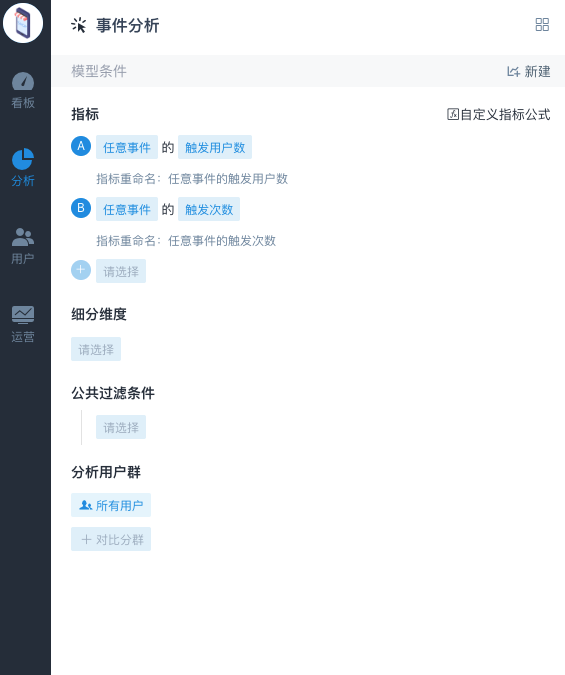 事件分析
模型条件 新建
看板
分析
用户
运营
指标 自定义指标公式
A 任意事件 的 触发用户数
指标重命名：任意事件的触发用户数
B 任意事件 的 触发次数
指标重命名：任意事件的触发次数
+ 请选择
细分维度
请选择
公共过滤条件
请选择
分析用户群
所有用户
+ 对比分群